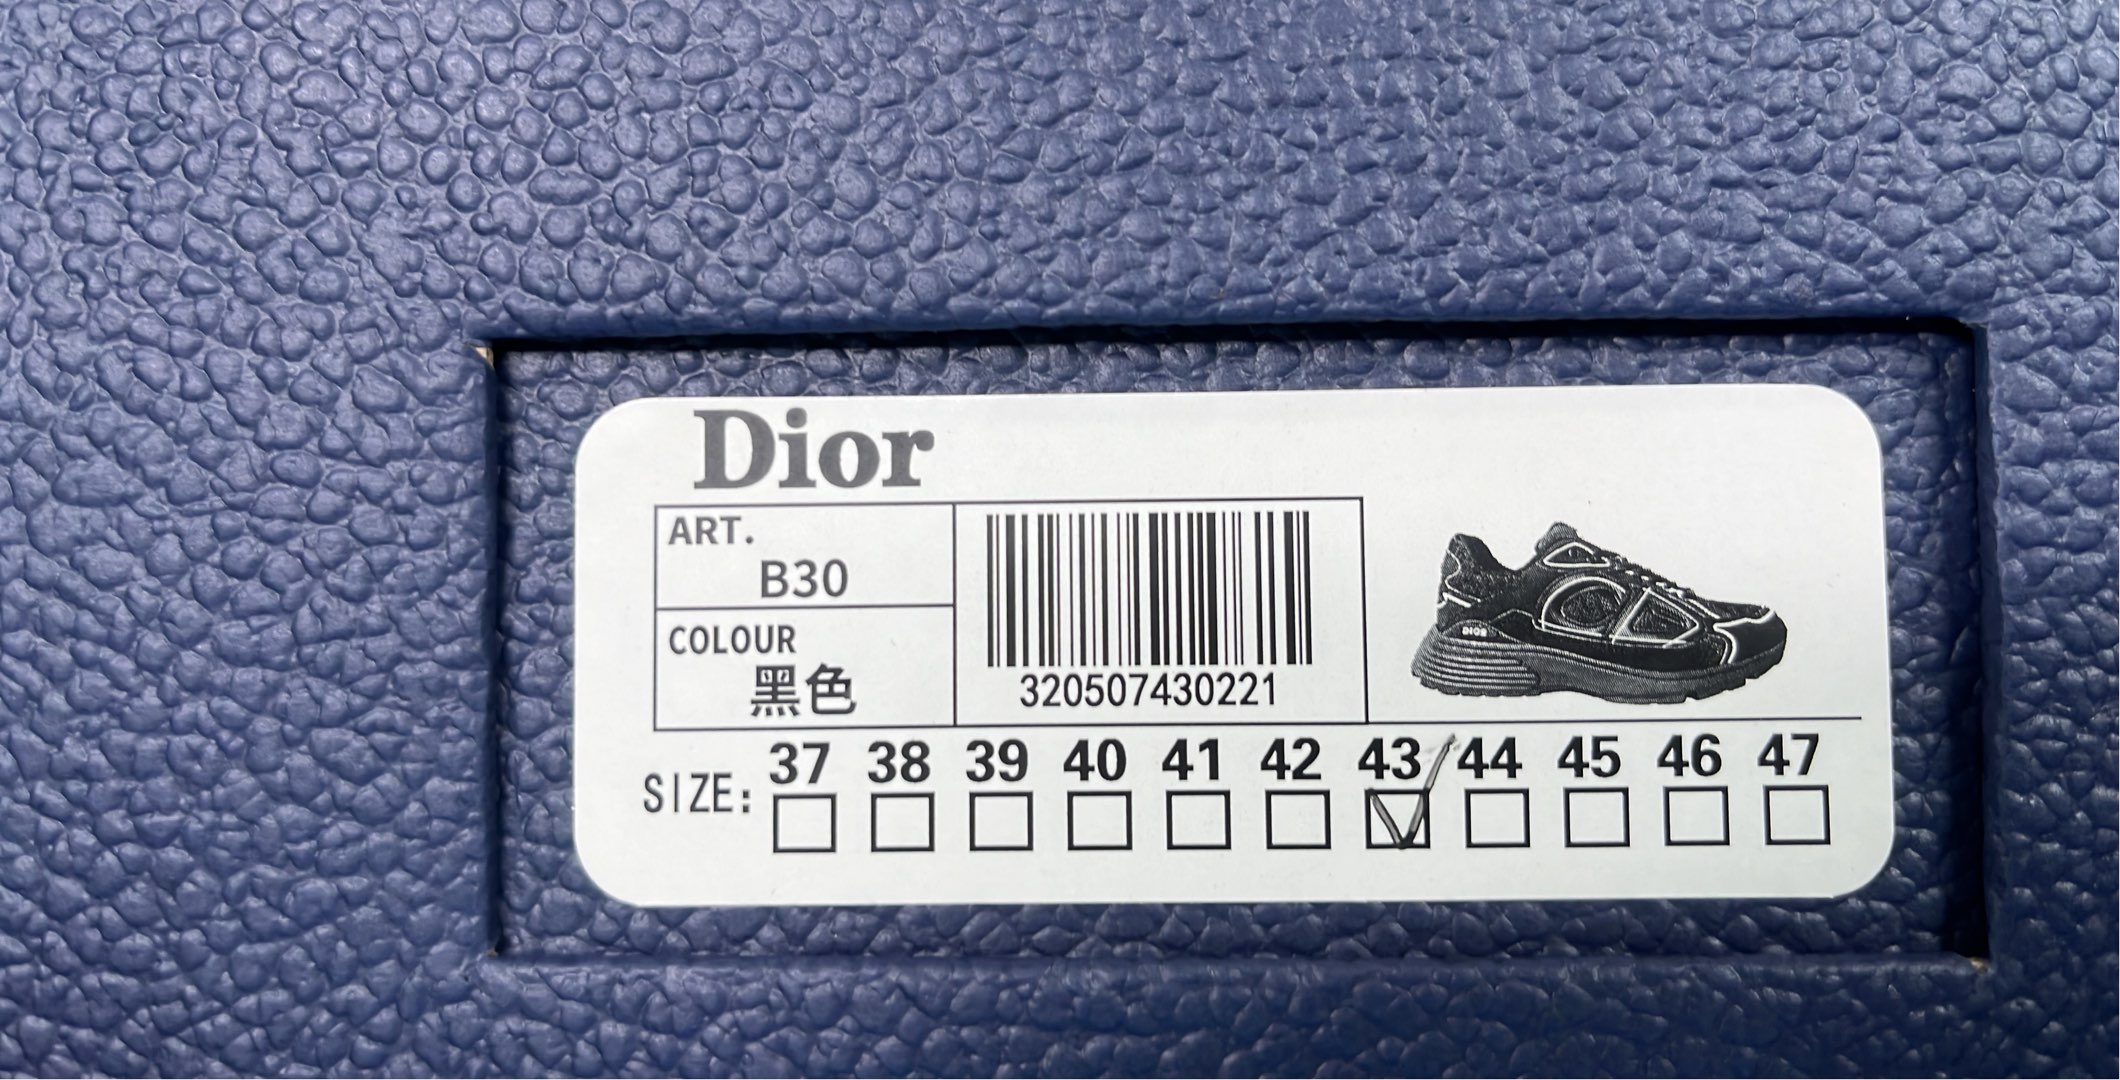 Dior
ART.
B30
COLOUR
黑色
320507430221
DIOR
37 38 39 40 41 42 43 44 45 46 47
SIZE: